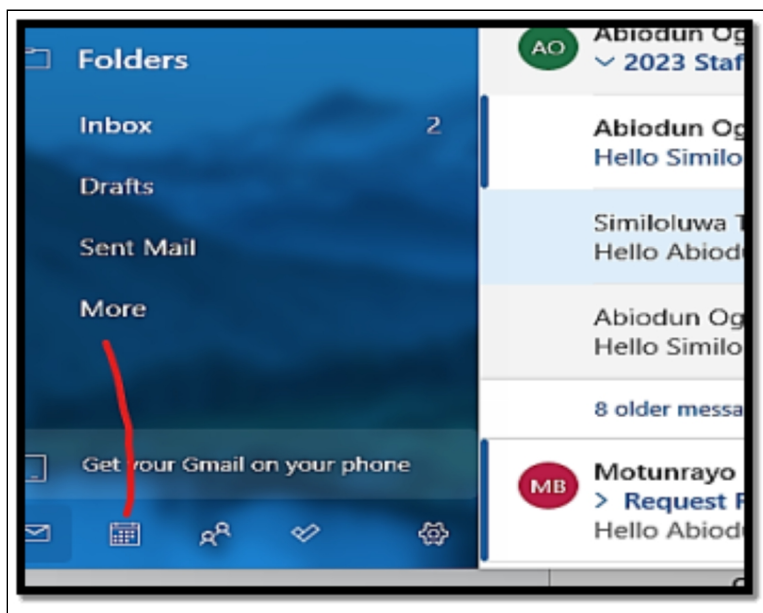 Folders
Inbox 2
Drafts
Sent Mail
More
Get your Gmail on your phone
AO
Abiodun Og
2023 Staf
Abiodun Og
Hello Similo
Similoluwa T
Hello Abiod
Abiodun Og
Hello Similo
8 older messa
MB
Motunrayo
> Request F
Hello Abiod